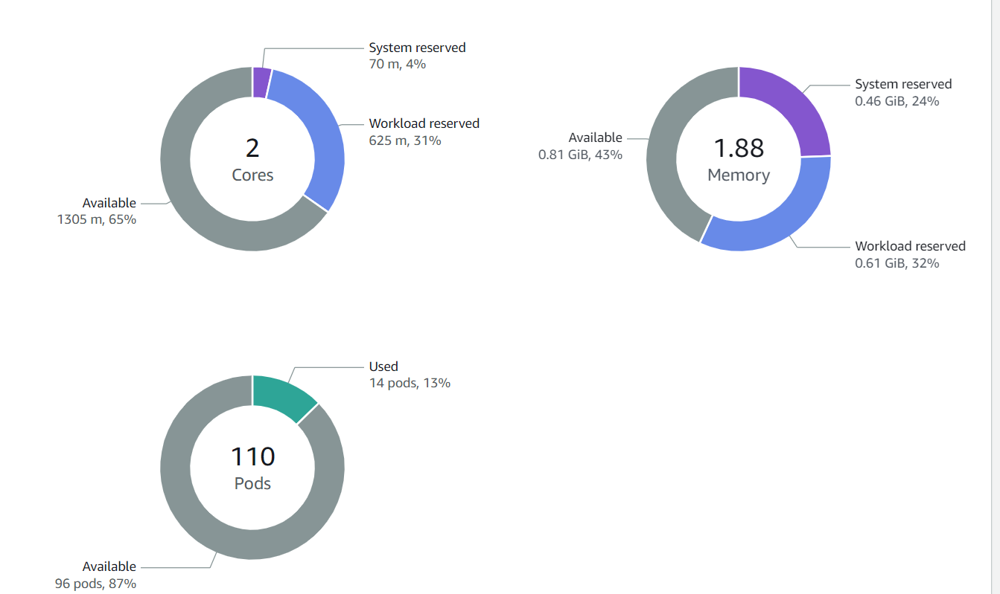 System reserved
70 m, 4%
Workload reserved
625 m, 31%
2
Cores
Available
1305 m, 65%
System reserved
0.46 GiB, 24%
Available
0.81 GiB, 43%
1.88
Memory
Workload reserved
0.61 GiB, 32%
Used
14 pods, 13%
110
Pods
Available
96 pods, 87%